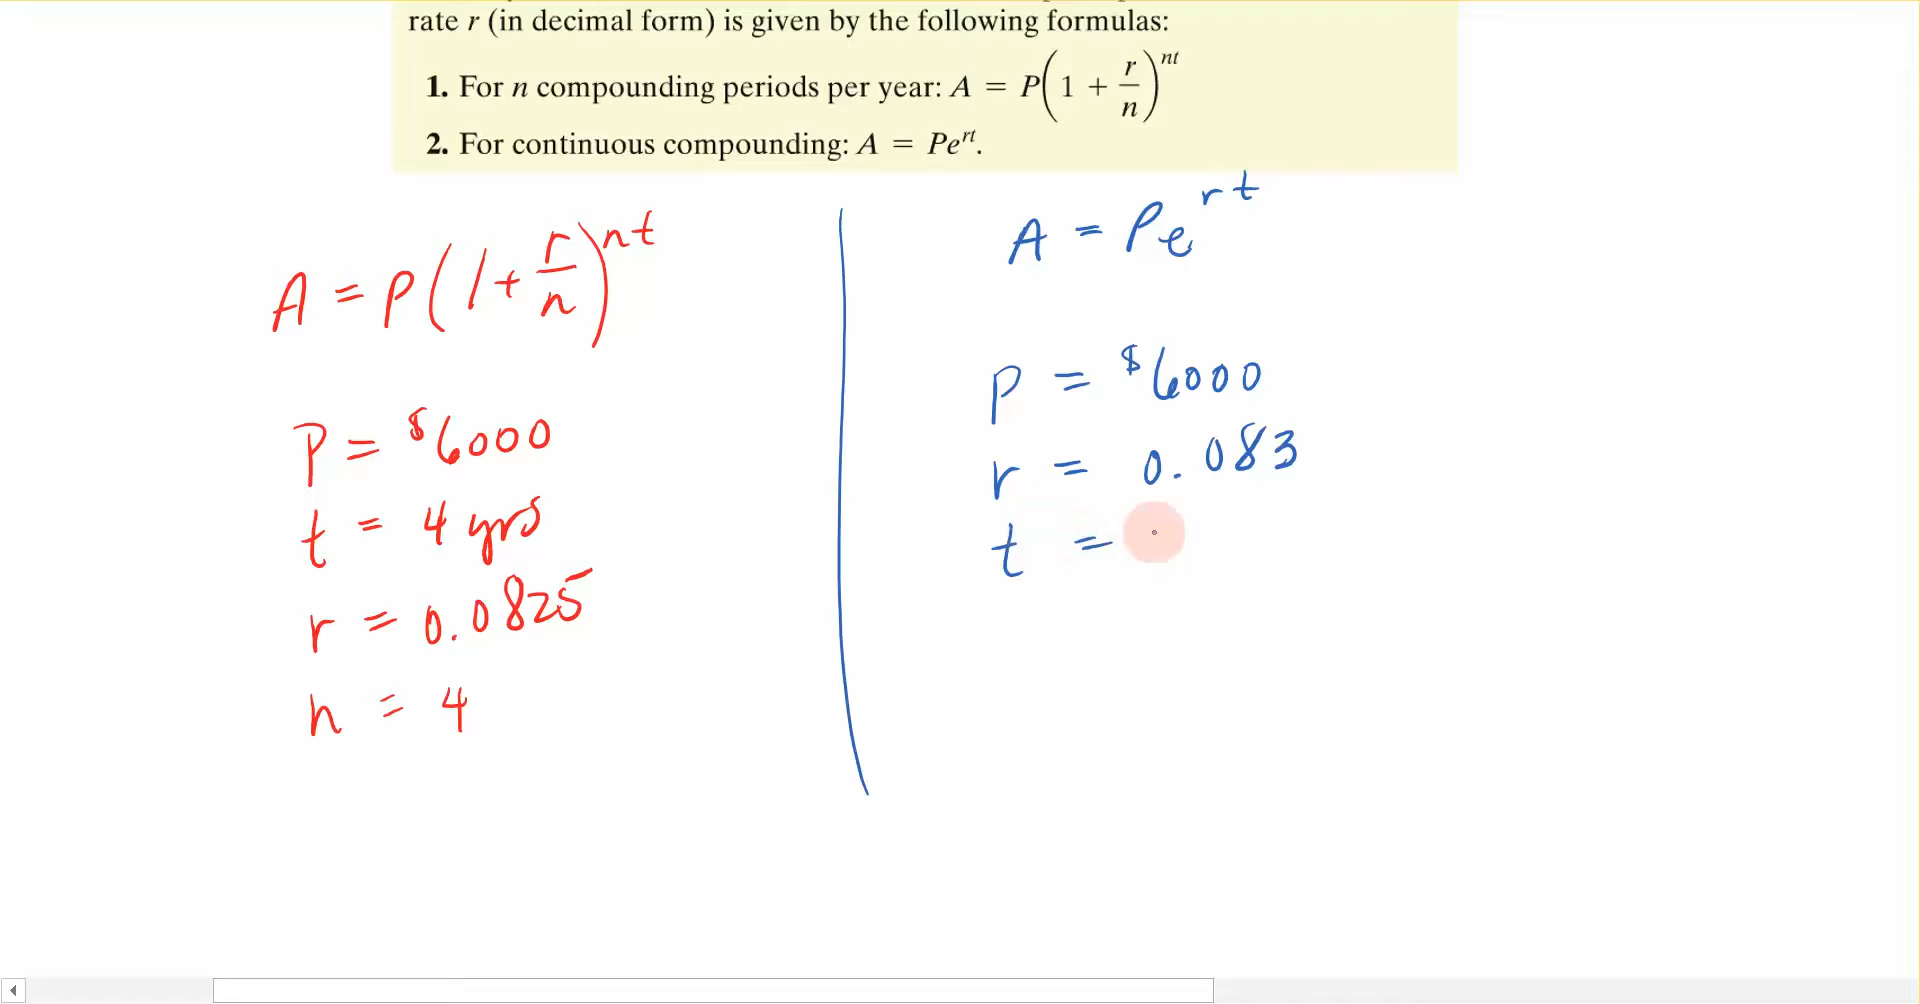 rate r (in decimal form) is given by the following formulas:
1. For n compounding periods per year: A = P(1 + r/n)^nt
2. For continuous compounding: A = Pe^rt.
A = P(1 + r/n)^nt
P = $6000
t = 4 yrs
r = 0.0825
n = 4
A = Pe^rt
P = $6000
r = 0.083
t =